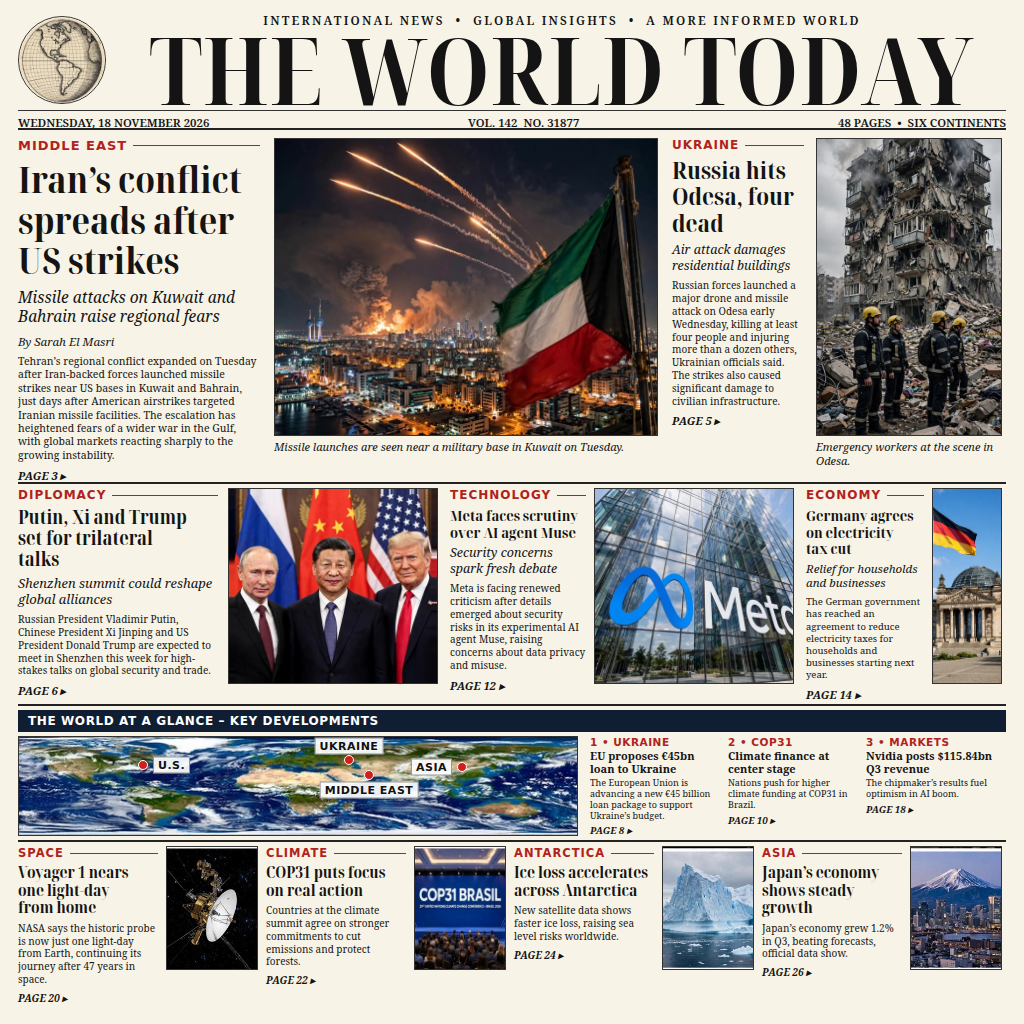 INTERNATIONAL NEWS • GLOBAL INSIGHTS • A MORE INFORMED WORLD
THE WORLD TODAY
WEDNESDAY, 18 NOVEMBER 2026
VOL. 142 NO. 31877
48 PAGES • SIX CONTINENTS
MIDDLE EAST
Iran's conflict
spreads after
US strikes
Missile attacks on Kuwait and
Bahrain raise regional fears
By Sarah El Masri
Tehran's regional conflict expanded on Tuesday
after Iran-backed forces launched missile
strikes near US bases in Kuwait and Bahrain,
just days after American airstrikes targeted
Iranian missile facilities. The escalation has
heightened fears of a wider war in the Gulf,
with global markets reacting sharply to the
growing instability.
PAGE 3 ▸
Missile launches are seen near a military base in Kuwait on Tuesday.
UKRAINE
Russia hits
Odesa, four
dead
Air attack damages
residential buildings
Russian forces launched a
major drone and missile
attack on Odesa early
Wednesday, killing at least
four people and injuring
more than a dozen others,
Ukrainian officials said.
The strikes also caused
significant damage to
civilian infrastructure.
PAGE 5 ▸
Emergency workers at the scene in
Odesa.
DIPLOMACY
Putin, Xi and Trump
set for trilateral
talks
Shenzhen summit could reshape
global alliances
Russian President Vladimir Putin,
Chinese President Xi Jinping and US
President Donald Trump are expected to
meet in Shenzhen this week for high-
stakes talks on global security and trade.
PAGE 6 ▸
TECHNOLOGY
Meta faces scrutiny
over AI agent Muse
Security concerns
spark fresh debate
Meta is facing renewed
criticism after details
emerged about security
risks in its experimental AI
agent Muse, raising
concerns about data privacy
and misuse.
PAGE 12 ▸
Meta
ECONOMY
Germany agrees
on electricity
tax cut
Relief for households
and businesses
The German government
has reached an
agreement to reduce
electricity taxes for
households and
businesses starting next
year.
PAGE 14 ▸
THE WORLD AT A GLANCE – KEY DEVELOPMENTS
U.S.
UKRAINE
ASIA
MIDDLE EAST
1 • UKRAINE
EU proposes €45bn
loan to Ukraine
The European Union is
advancing a new €45 billion
loan package to support
Ukraine's budget.
PAGE 8 ▸
2 • COP31
Climate finance at
center stage
Nations push for higher
climate funding at COP31 in
Brazil.
PAGE 10 ▸
3 • MARKETS
Nvidia posts $115.84bn
Q3 revenue
The chipmaker's results fuel
optimism in AI boom.
PAGE 18 ▸
SPACE
Voyager 1 nears
one light-day
from home
NASA says the historic probe
is now just one light-day
from Earth, continuing its
journey after 47 years in
space.
PAGE 20 ▸
CLIMATE
COP31 puts focus
on real action
Countries at the climate
summit agree on stronger
commitments to cut
emissions and protect
forests.
PAGE 22 ▸
COP31 BRASIL
ANTARCTICA
Ice loss accelerates
across Antarctica
New satellite data shows
faster ice loss, raising sea
level risks worldwide.
PAGE 24 ▸
ASIA
Japan's economy
shows steady
growth
Japan's economy grew 1.2%
in Q3, beating forecasts,
official data show.
PAGE 26 ▸